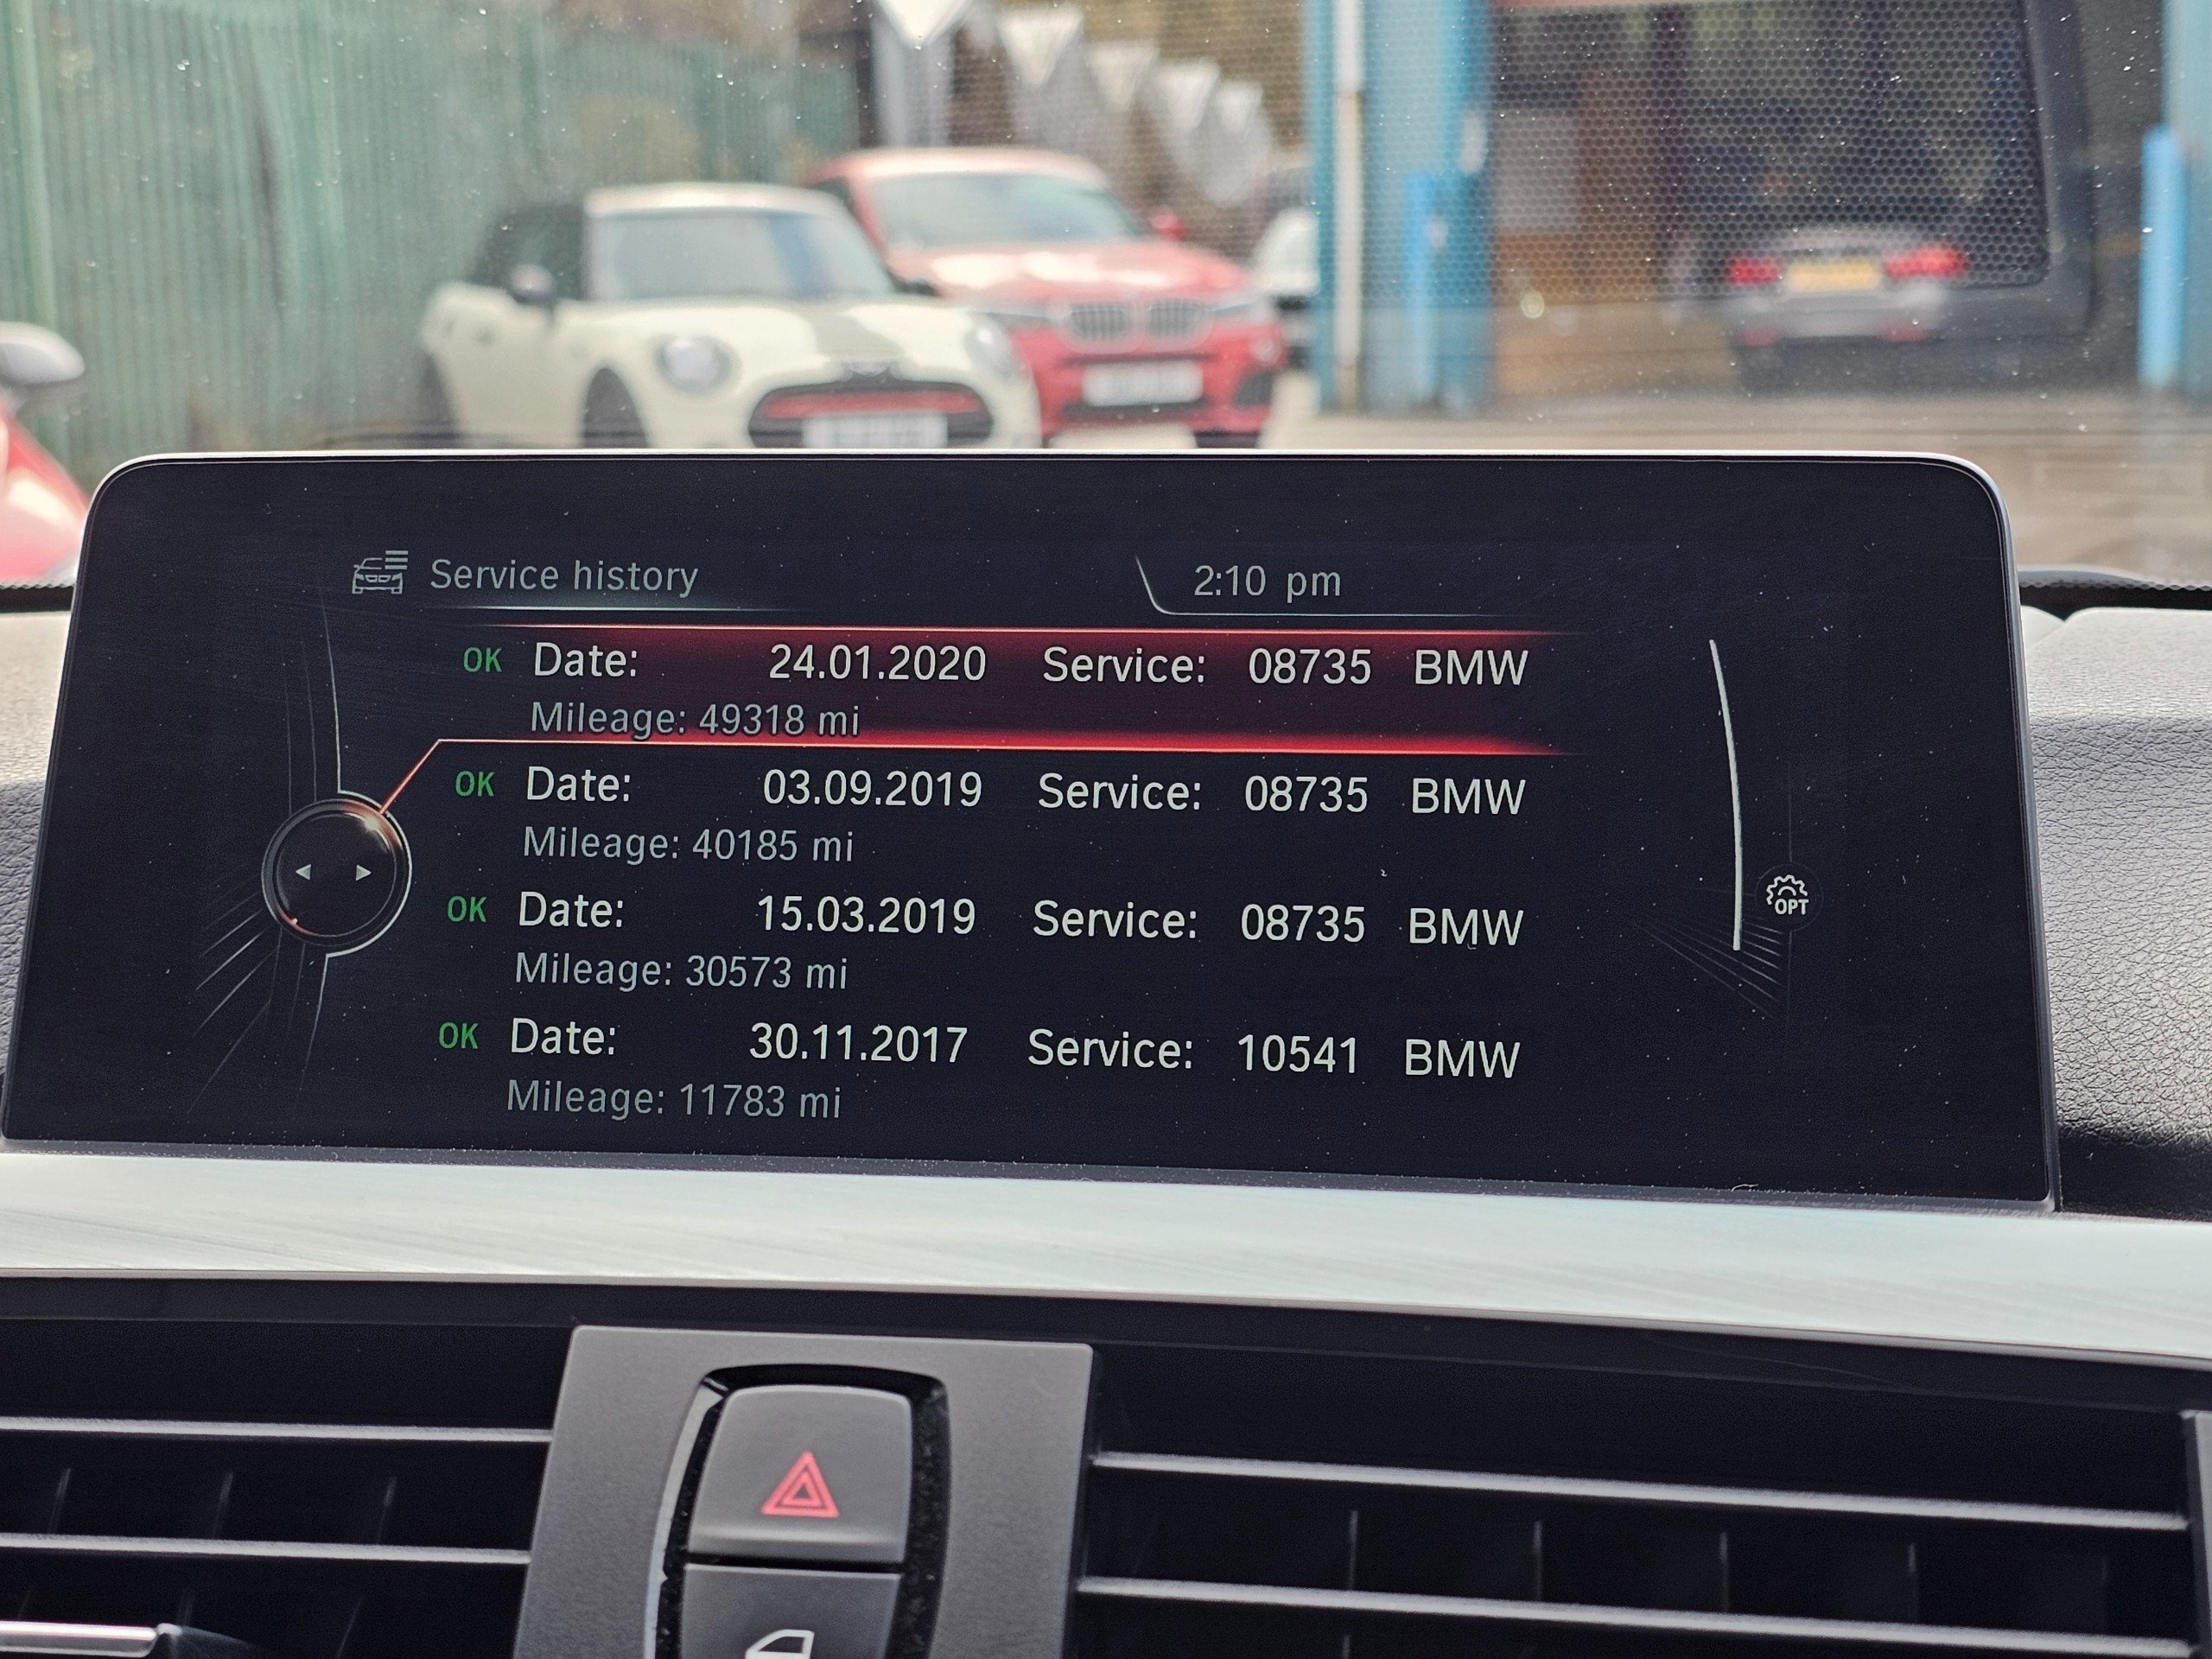 Service history 2:10 pm
OK Date: 24.01.2020 Service: 08735 BMW
Mileage: 49318 mi
OK Date: 03.09.2019 Service: 08735 BMW
Mileage: 40185 mi
OK Date: 15.03.2019 Service: 08735 BMW
Mileage: 30573 mi
OPT
OK Date: 30.11.2017 Service: 10541 BMW
Mileage: 11783 mi